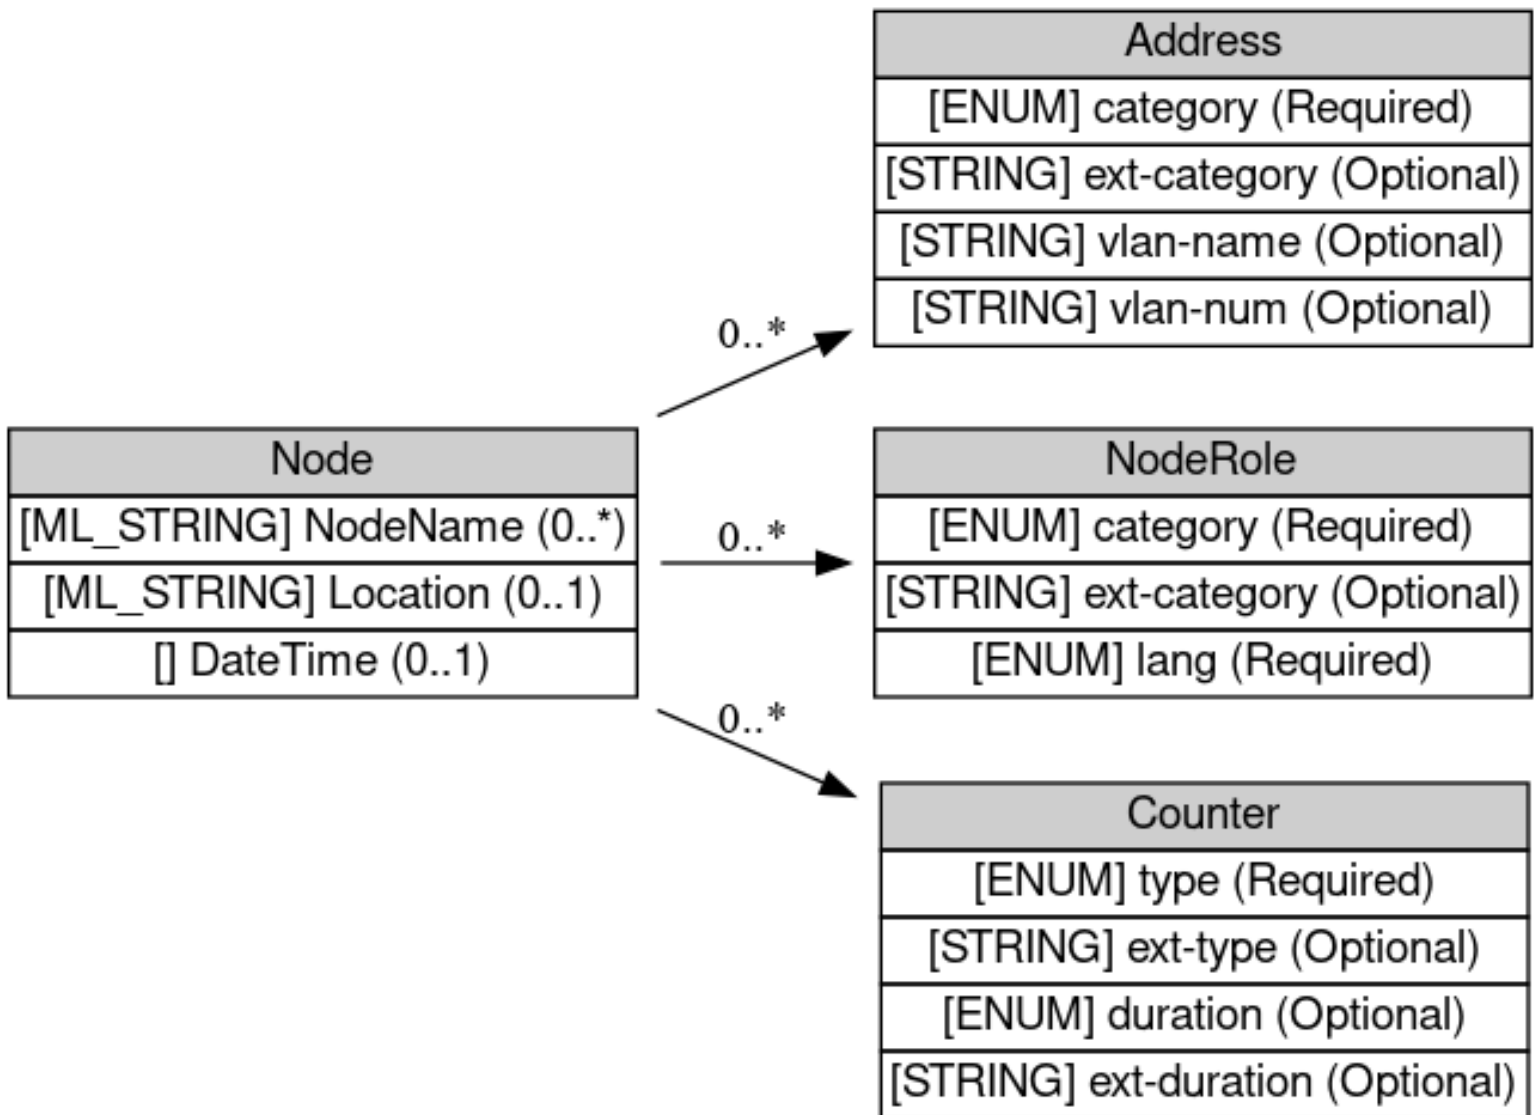 Address
[ENUM] category (Required)
[STRING] ext-category (Optional)
[STRING] vlan-name (Optional)
[STRING] vlan-num (Optional)
0..*
Node
[ML_STRING] NodeName (0..*)
[ML_STRING] Location (0..1)
[] DateTime (0..1)
0..*
NodeRole
[ENUM] category (Required)
[STRING] ext-category (Optional)
[ENUM] lang (Required)
0..*
Counter
[ENUM] type (Required)
[STRING] ext-type (Optional)
[ENUM] duration (Optional)
[STRING] ext-duration (Optional)